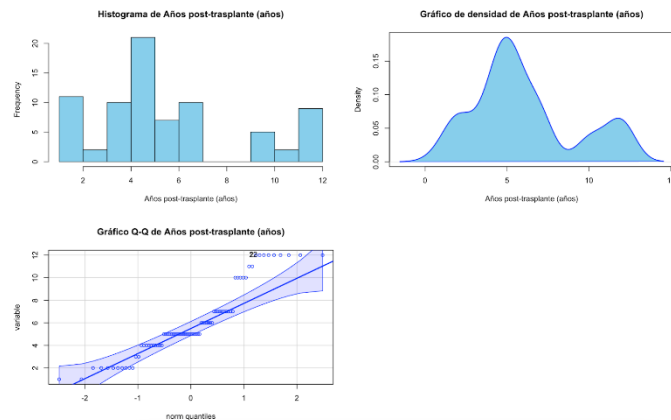 Histograma de Años post-trasplante (años)
Frequency
0
5
10
15
20
2 4 6 8 10 12
Años post-trasplante (años)
Gráfico de densidad de Años post-trasplante (años)
Density
0.00
0.05
0.10
0.15
0 5 10 15
Años post-trasplante (años)
Gráfico Q-Q de Años post-trasplante (años)
variable
12
10
8
6
4
2
22
-2 -1 0 1 2
norm quantiles